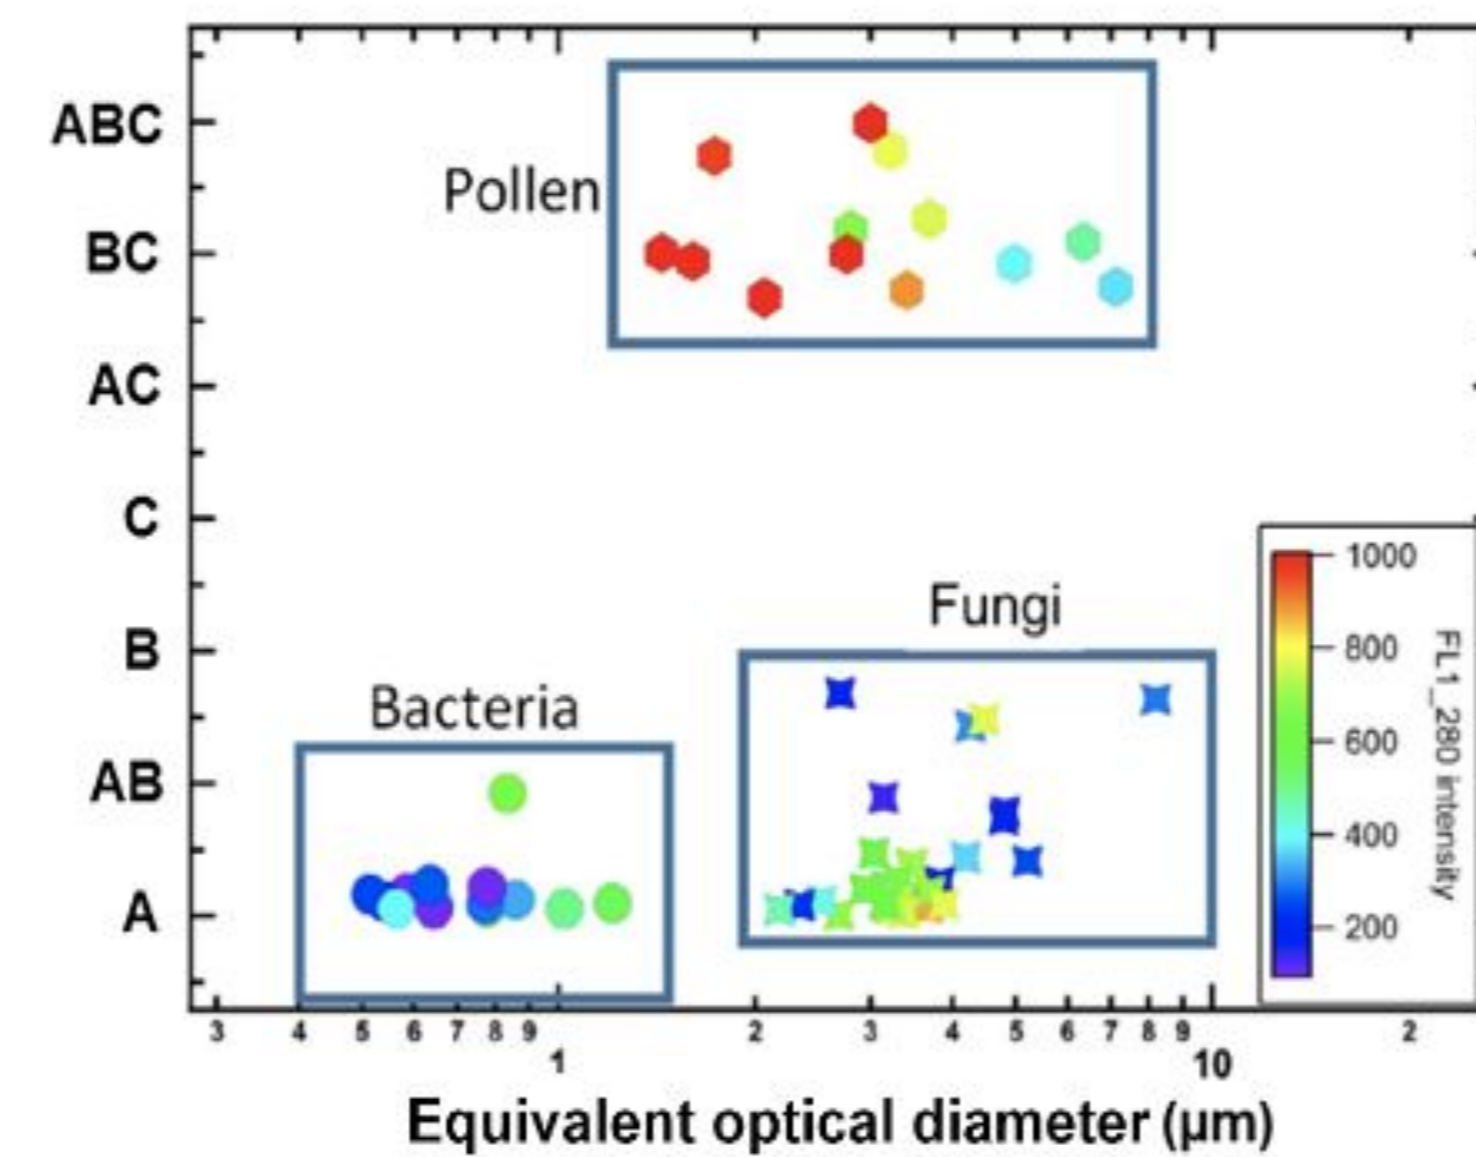 ABC
Pollen
BC
AC
C
1000
Fungi
B
800
FL1_280 intensity
Bacteria
600
AB
400
A
200
3 4 5 6 7 8 9 2 3 4 5 6 7 8 9 2
1 10
Equivalent optical diameter (µm)